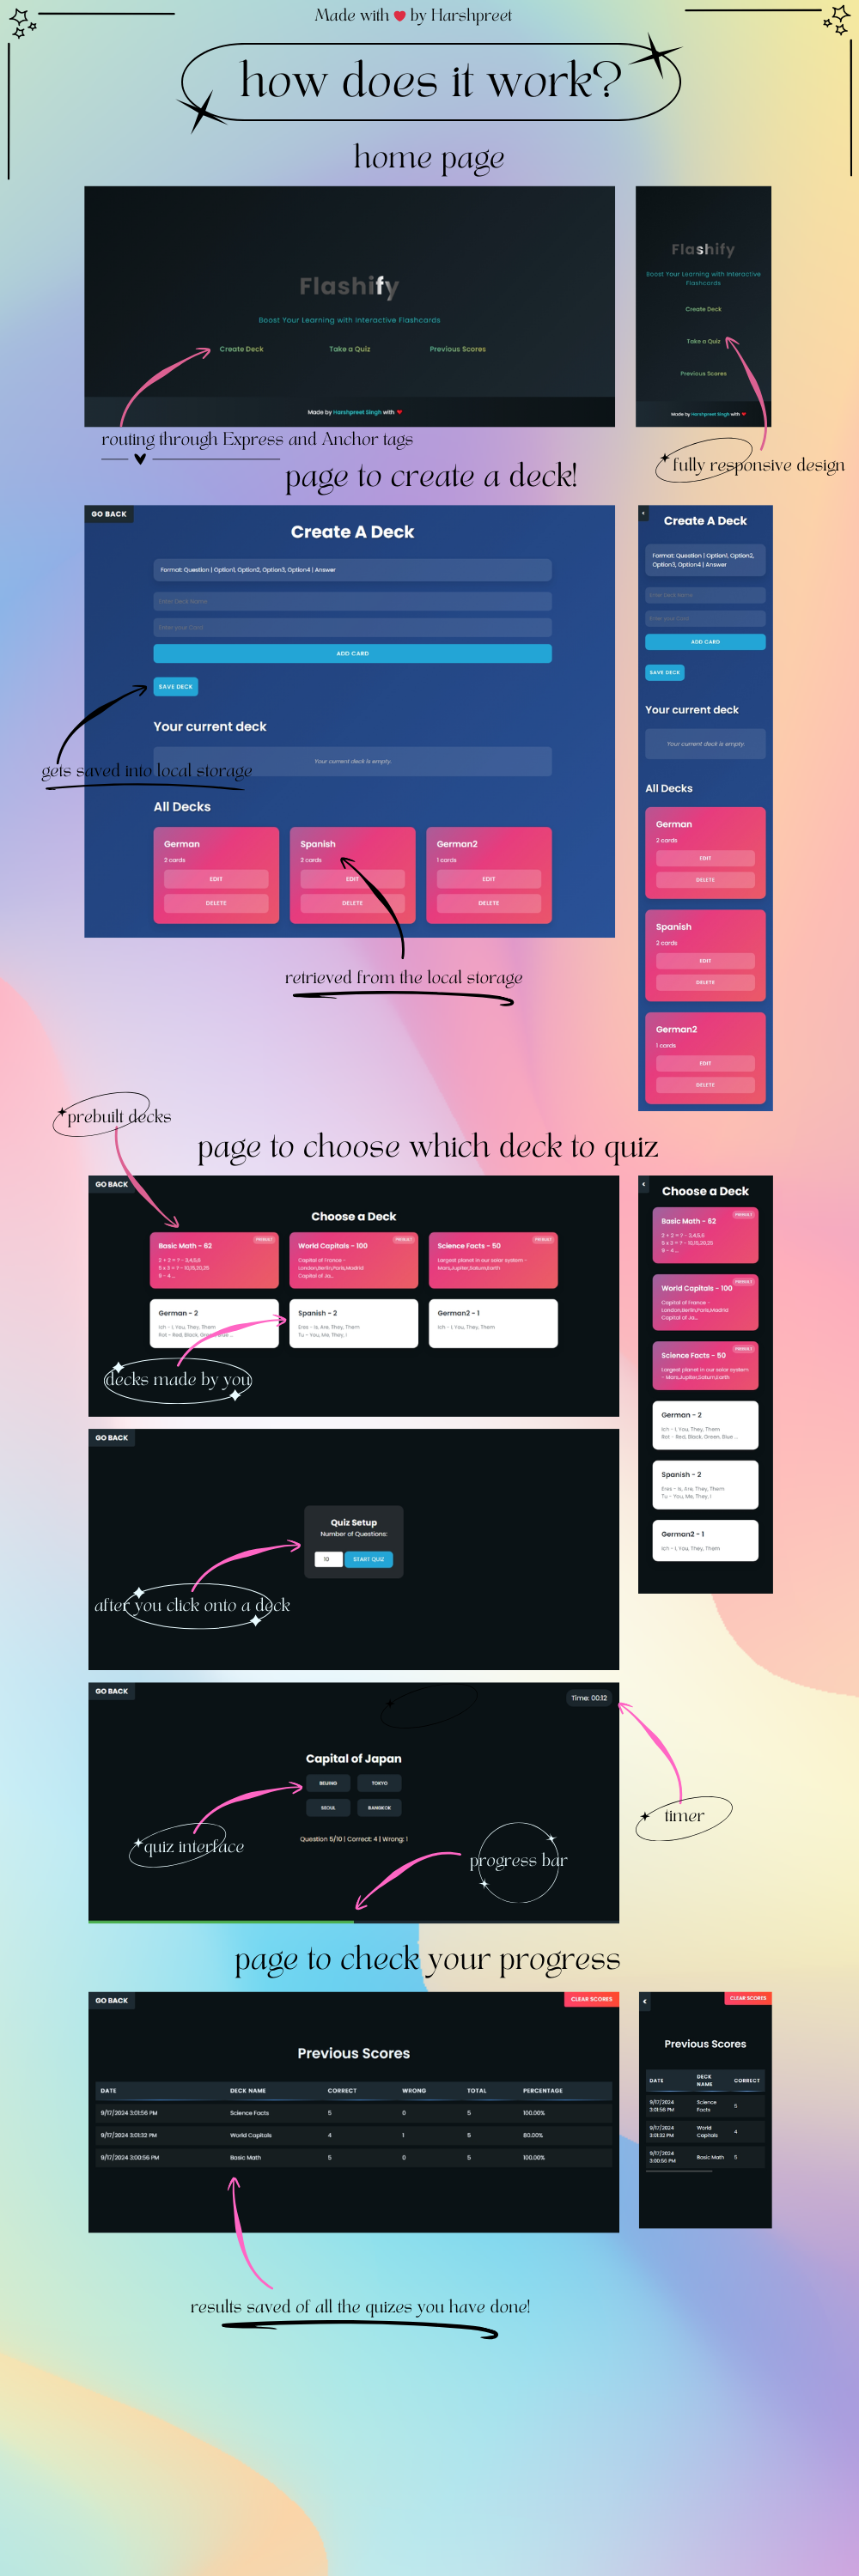 Made with ❤ by Harshpreet
how does it work?
home page
Flashify
Boost Your Learning with Interactive Flashcards
Create Deck
Take a Quiz
Previous Scores
Made by Harshpreet Singh with ❤
Flashify
Boost Your Learning with Interactive
Flashcards
Create Deck
Take a Quiz
Previous Scores
Made by Harshpreet Singh with ❤
routing through Express and Anchor tags
fully responsive design
page to create a deck!
GO BACK
Create A Deck
Format: Question | Option1, Option2, Option3, Option4 | Answer
Enter Deck Name
Enter your Card
ADD CARD
SAVE DECK
gets saved into local storage
Your current deck
Your current deck is empty.
All Decks
German
2 cards
EDIT
DELETE
Spanish
2 cards
EDIT
DELETE
German2
1 cards
EDIT
DELETE
retrieved from the local storage
Create A Deck
Format: Question | Option1, Option2,
Option3, Option4 | Answer
Enter Deck Name
Enter your Card
ADD CARD
SAVE DECK
Your current deck
Your current deck is empty.
All Decks
German
2 cards
EDIT
DELETE
Spanish
2 cards
EDIT
DELETE
German2
1 cards
EDIT
DELETE
prebuilt decks
page to choose which deck to quiz
GO BACK
Choose a Deck
Basic Math - 62
PREBUILT
2 + 2 = ? - 3,4,5,6
5 x 3 = ? - 10,15,20,25
9 - 4 ...
World Capitals - 100
PREBUILT
Capital of France -
London,Berlin,Paris,Madrid
Capital of Ja...
Science Facts - 50
PREBUILT
Largest planet in our solar system -
Mars,Jupiter,Saturn,Earth
German - 2
Ich - I, You, They, Them
Rot - Red, Black, Green, Blue ...
Spanish - 2
Eres - Is, Are, They, Them
Tu - You, Me, They, I
German2 - 1
Ich - I, You, They, Them
decks made by you
Choose a Deck
Basic Math - 62
PREBUILT
2 + 2 = ? - 3,4,5,6
5 x 3 = ? - 10,15,20,25
9 - 4 ...
World Capitals - 100
PREBUILT
Capital of France -
London,Berlin,Paris,Madrid
Capital of Ja...
Science Facts - 50
PREBUILT
Largest planet in our solar system
- Mars,Jupiter,Saturn,Earth
German - 2
Ich - I, You, They, Them
Rot - Red, Black, Green, Blue ...
Spanish - 2
Eres - Is, Are, They, Them
Tu - You, Me, They, I
German2 - 1
Ich - I, You, They, Them
GO BACK
Quiz Setup
Number of Questions:
10
START QUIZ
after you click onto a deck
GO BACK
Time: 00:12
Capital of Japan
BEIJING
TOKYO
SEOUL
BANGKOK
Question 5/10 | Correct: 4 | Wrong: 1
quiz interface
progress bar
timer
page to check your progress
GO BACK
CLEAR SCORES
Previous Scores
DATE DECK NAME CORRECT WRONG TOTAL PERCENTAGE
9/17/2024 3:01:56 PM Science Facts 5 0 5 100.00%
9/17/2024 3:01:32 PM World Capitals 4 1 5 80.00%
9/17/2024 3:00:56 PM Basic Math 5 0 5 100.00%
CLEAR SCORES
Previous Scores
DATE DECK NAME CORRECT
9/17/2024 3:01:56 PM Science Facts 5
9/17/2024 3:01:32 PM World Capitals 4
9/17/2024 3:00:56 PM Basic Math 5
results saved of all the quizes you have done!